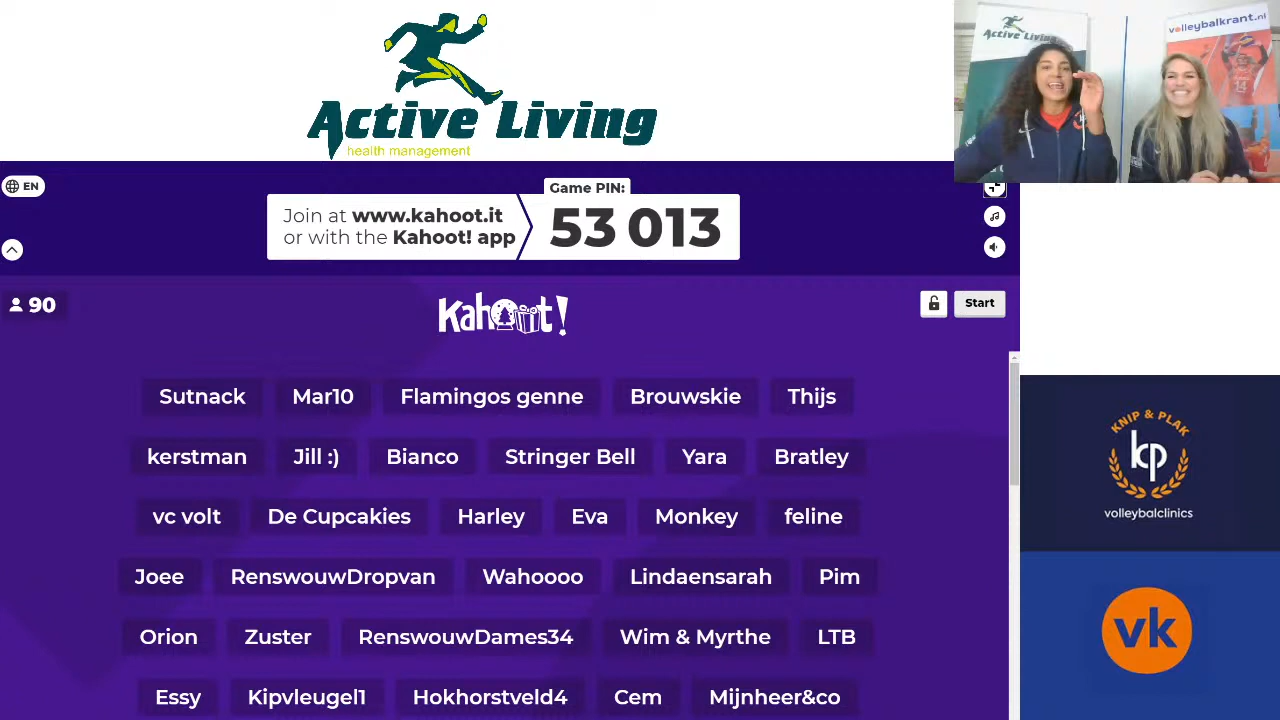 Active Living
health management
Active Living
volleybalkrant.nl
14
EN
Game PIN:
Join at www.kahoot.it
or with the Kahoot! app
53 013
90
Kahoot!
Start
Sutnack Mar10 Flamingos genne Brouwskie Thijs
kerstman Jill :) Bianco Stringer Bell Yara Bratley
vc volt De Cupcakies Harley Eva Monkey feline
Joee RenswouwDropvan Wahoooo Lindaensarah Pim
Orion Zuster RenswouwDames34 Wim & Myrthe LTB
Essy Kipvleugel1 Hokhorstveld4 Cem Mijnheer&co
KNIP & PLAK
kp
volleybalclinics
vk